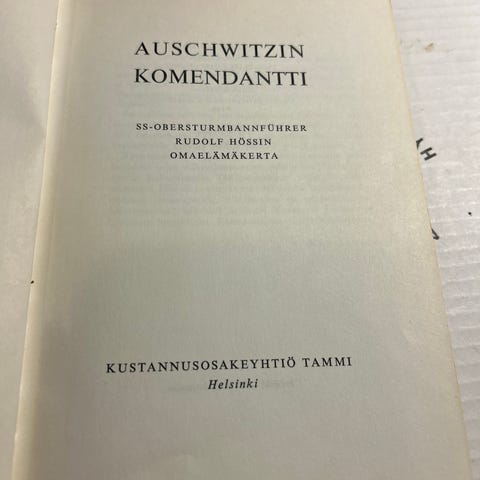 AUSCHWITZIN
KOMENDANTTI
SS-OBERSTURMBANNFÜHRER
RUDOLF HÖSSIN
OMAELÄMÄKERTA
KUSTANNUSOSAKEYHTIÖ TAMMI
Helsinki